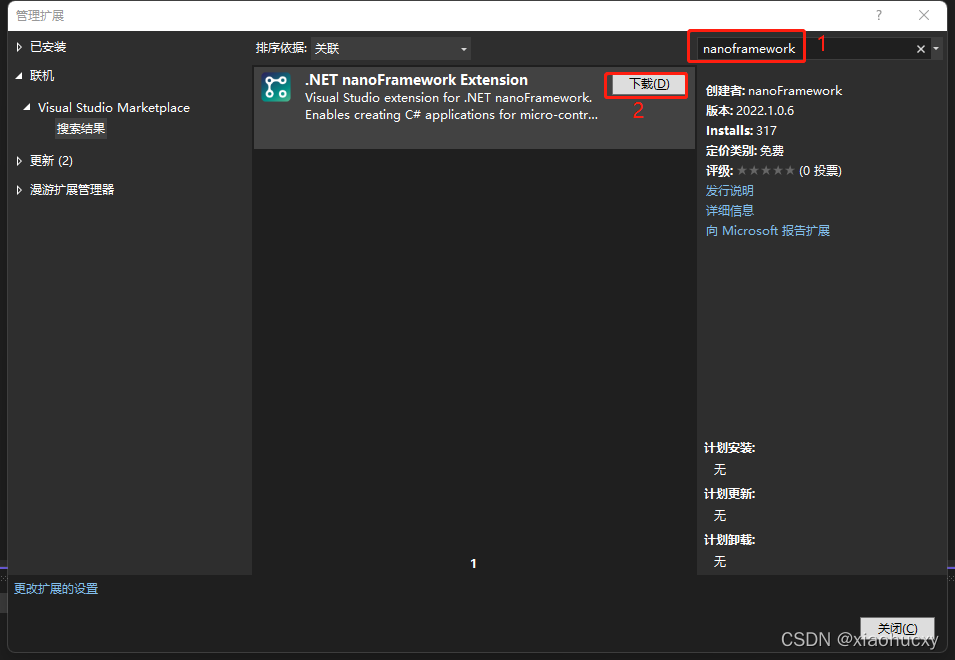 管理扩展
?
已安装
联机
Visual Studio Marketplace
搜索结果
更新 (2)
漫游扩展管理器
排序依据: 关联
.NET nanoFramework Extension
Visual Studio extension for .NET nanoFramework.
Enables creating C# applications for micro-contr...
下载(D)
2
1
nanoframework
1
创建者: nanoFramework
版本: 2022.1.0.6
Installs: 317
定价类别: 免费
评级: ★★★★★ (0 投票)
发行说明
详细信息
向 Microsoft 报告扩展
计划安装:
无
计划更新:
无
计划卸载:
无
更改扩展的设置
关闭(C)
CSDN @xiaohucxy